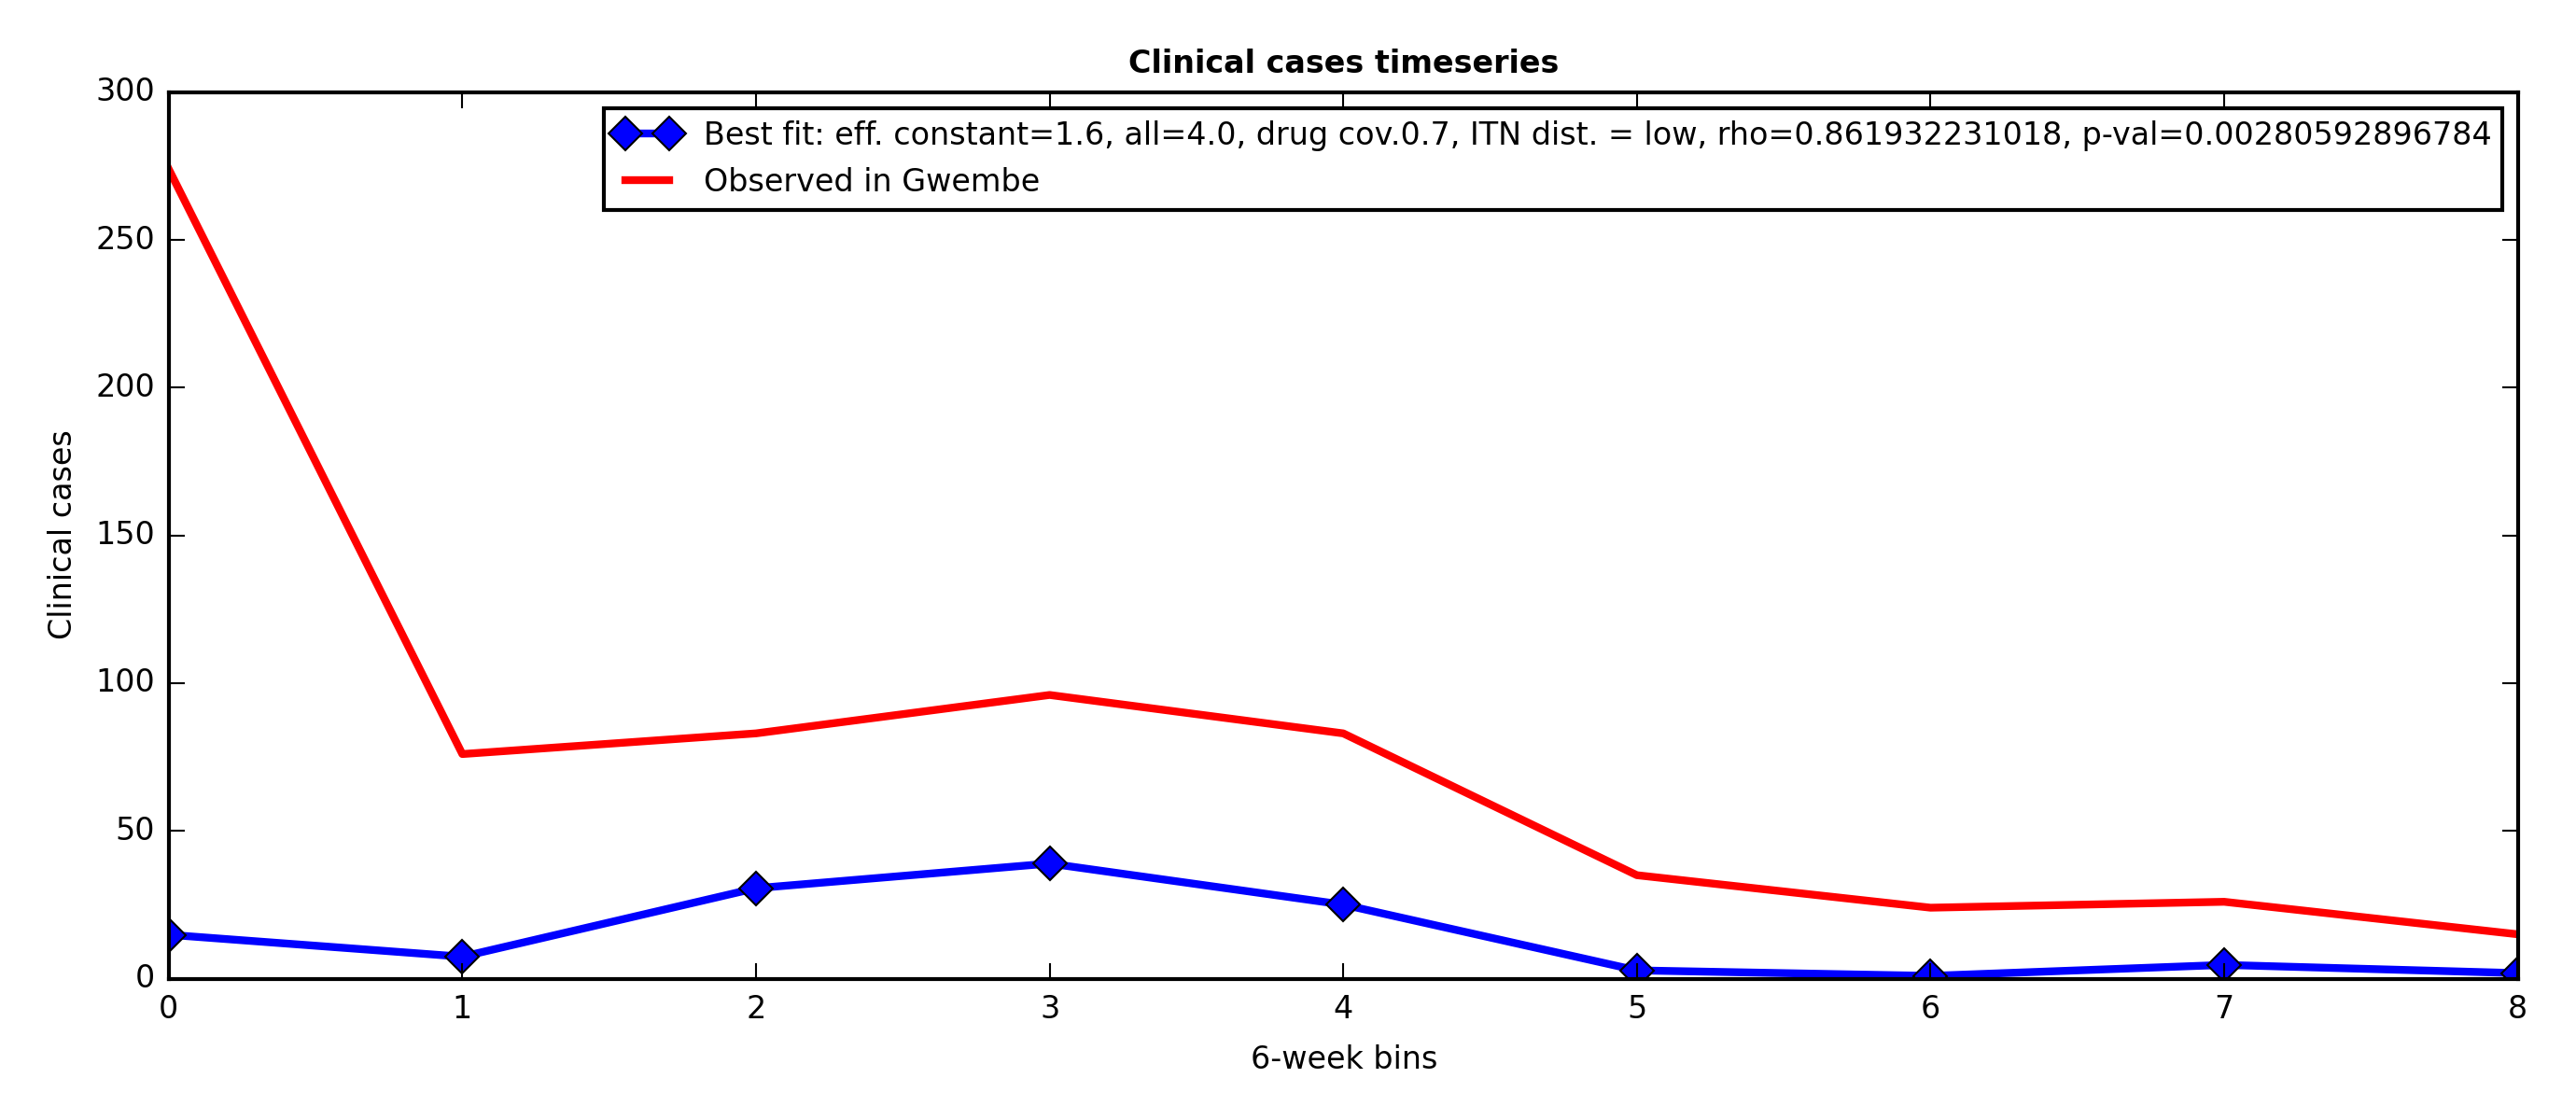 Clinical cases timeseries
300
250
200
150
100
50
0
Clinical cases
Best fit: eff. constant=1.6, all=4.0, drug cov.0.7, ITN dist. = low, rho=0.861932231018, p-val=0.00280592896784
Observed in Gwembe
0 1 2 3 4 5 6 7 8
6-week bins